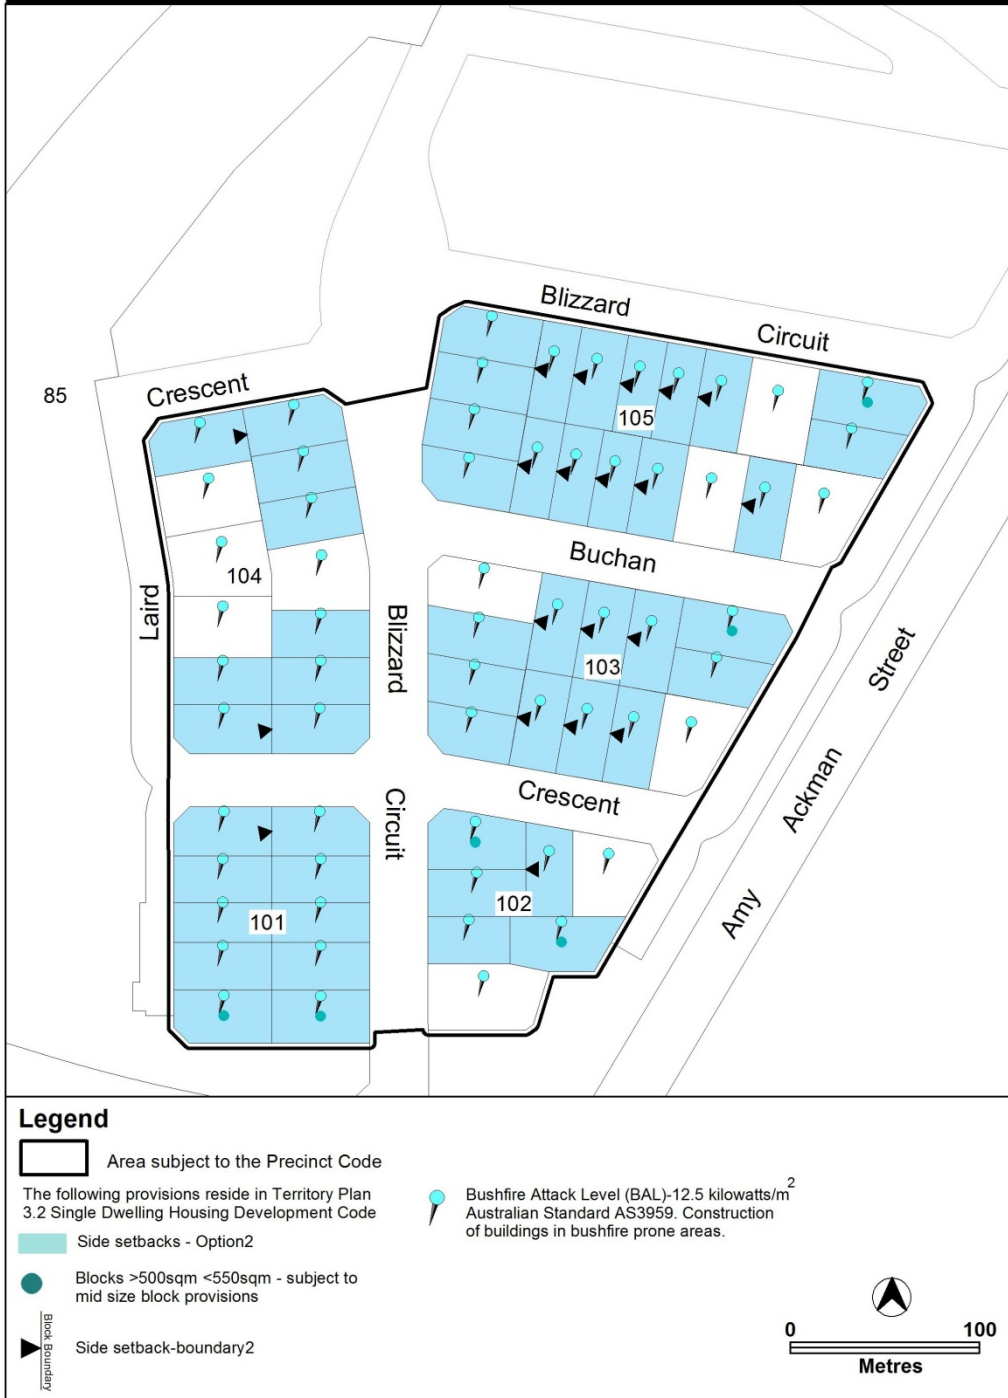 Blizzard
Circuit
85
Crescent
105
Buchan
104
Laird
Blizzard
103
Street
Crescent
Circuit
Ackman
102
101
Amy
Legend
Area subject to the Precinct Code
The following provisions reside in Territory Plan
3.2 Single Dwelling Housing Development Code
Side setbacks - Option2
Blocks >500sqm <550sqm - subject to
mid size block provisions
Block Boundary
Side setback-boundary2
Bushfire Attack Level (BAL)-12.5 kilowatts/m²
Australian Standard AS3959. Construction
of buildings in bushfire prone areas.
0 100
Metres